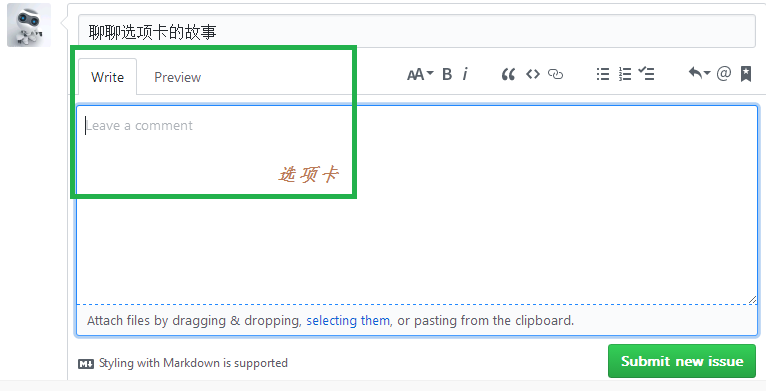 聊聊选项卡的故事
Write Preview
AA B i @
Leave a comment
选项卡
Attach files by dragging & dropping, selecting them, or pasting from the clipboard.
Styling with Markdown is supported
Submit new issue